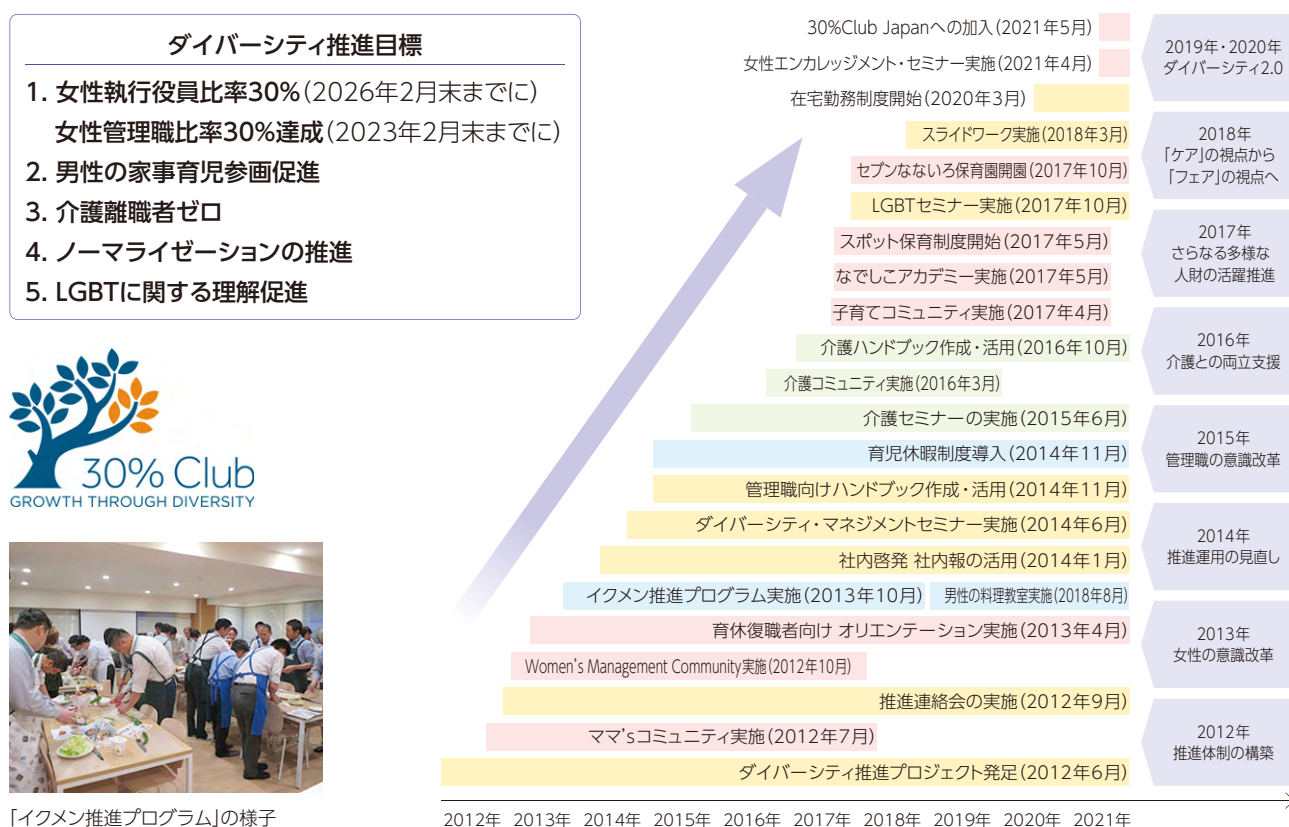 ダイバーシティ推進目標
1. 女性執行役員比率30%(2026年2月末までに)
女性管理職比率30%達成(2023年2月末までに)
2. 男性の家事育児参画促進
3. 介護離職者ゼロ
4. ノーマライゼーションの推進
5. LGBTに関する理解促進
30% Club
GROWTH THROUGH DIVERSITY
「イクメン推進プログラム」の様子
30%Club Japanへの加入(2021年5月)
女性エンカレッジメント・セミナー実施(2021年4月)
在宅勤務制度開始(2020年3月)
スライドワーク実施(2018年3月)
セブンなないろ保育園開園(2017年10月)
LGBTセミナー実施(2017年10月)
スポット保育制度開始(2017年5月)
なでしこアカデミー実施(2017年5月)
子育てコミュニティ実施(2017年4月)
介護ハンドブック作成・活用(2016年10月)
介護コミュニティ実施(2016年3月)
介護セミナーの実施(2015年6月)
育児休暇制度導入(2014年11月)
管理職向けハンドブック作成・活用(2014年11月)
ダイバーシティ・マネジメントセミナー実施(2014年6月)
社内啓発 社内報の活用(2014年1月)
イクメン推進プログラム実施(2013年10月) 男性の料理教室実施(2018年8月)
育休復職者向け オリエンテーション実施(2013年4月)
Women's Management Community実施(2012年10月)
推進連絡会の実施(2012年9月)
ママ'sコミュニティ実施(2012年7月)
ダイバーシティ推進プロジェクト発足(2012年6月)
2012年 2013年 2014年 2015年 2016年 2017年 2018年 2019年 2020年 2021年
2019年・2020年
ダイバーシティ2.0
2018年
「ケア」の視点から
「フェア」の視点へ
2017年
さらなる多様な
人財の活躍推進
2016年
介護との両立支援
2015年
管理職の意識改革
2014年
推進運用の見直し
2013年
女性の意識改革
2012年
推進体制の構築